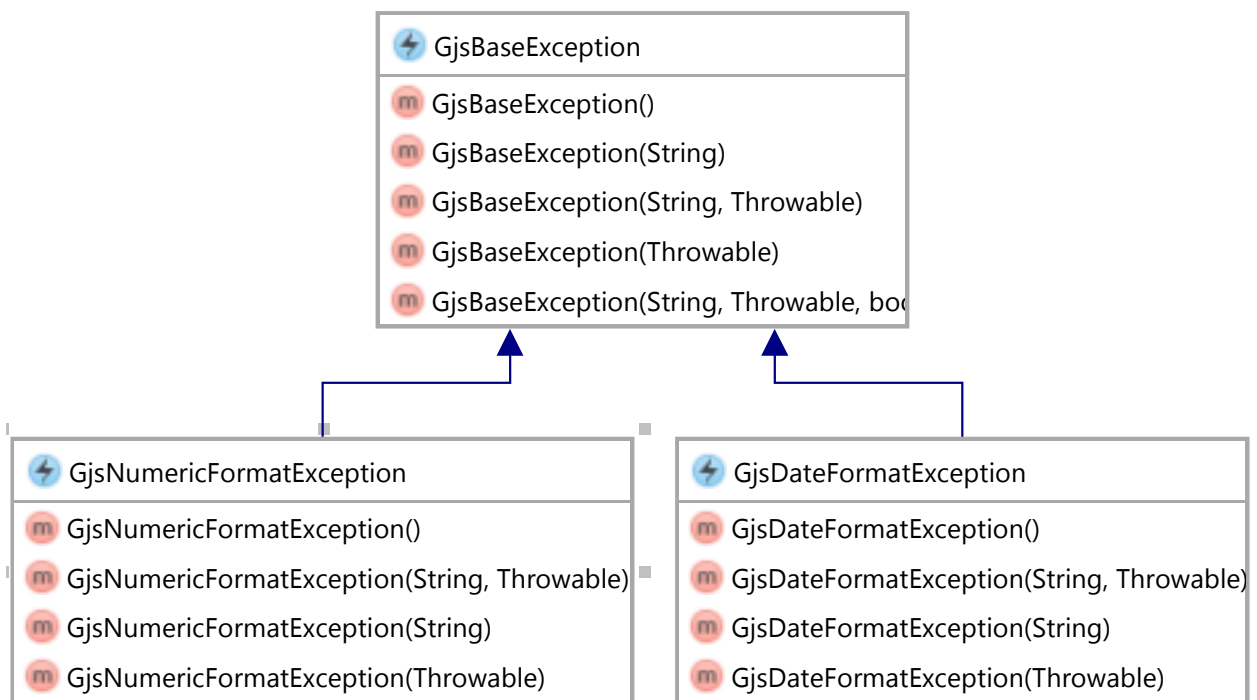 GjsBaseException
m GjsBaseException()
m GjsBaseException(String)
m GjsBaseException(String, Throwable)
m GjsBaseException(Throwable)
m GjsBaseException(String, Throwable, boo
GjsNumericFormatException
m GjsNumericFormatException()
m GjsNumericFormatException(String, Throwable)
m GjsNumericFormatException(String)
m GjsNumericFormatException(Throwable)
GjsDateFormatException
m GjsDateFormatException()
m GjsDateFormatException(String, Throwable)
m GjsDateFormatException(String)
m GjsDateFormatException(Throwable)